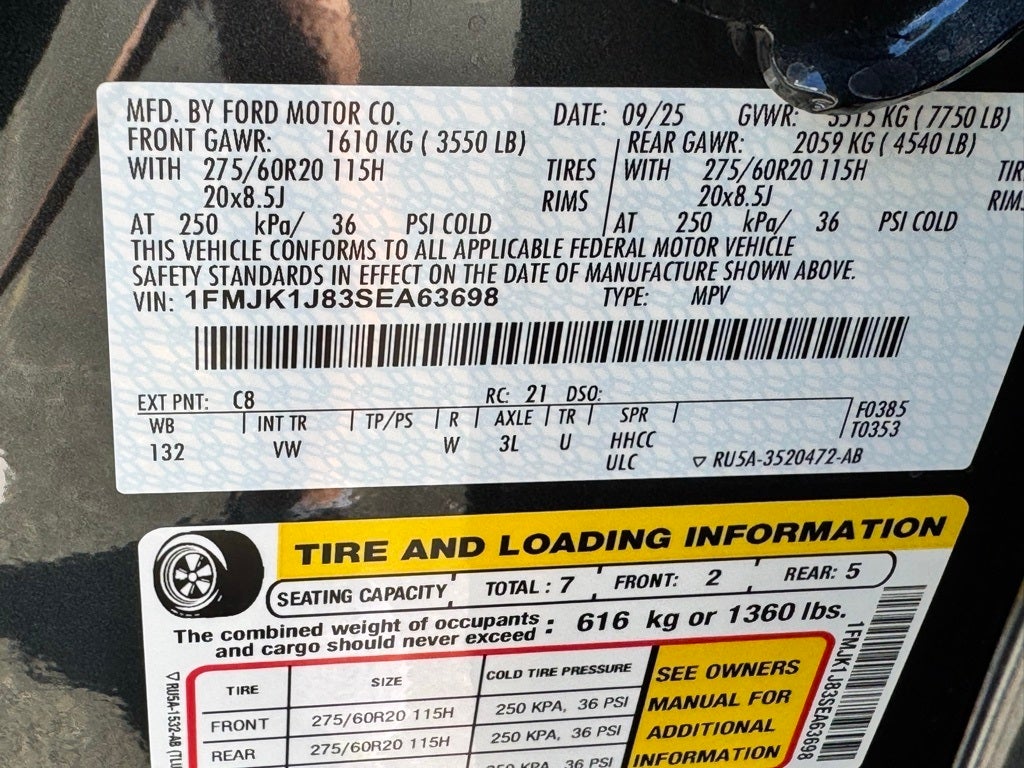 MFD. BY FORD MOTOR CO. DATE: 09/25 GVWR: 3515 KG (7750 LB)
FRONT GAWR: 1610 KG (3550 LB) REAR GAWR: 2059 KG (4540 LB)
WITH 275/60R20 115H TIRES WITH 275/60R20 115H
20x8.5J RIMS 20x8.5J RIMS
AT 250 kPa/ 36 PSI COLD AT 250 kPa/ 36 PSI COLD
THIS VEHICLE CONFORMS TO ALL APPLICABLE FEDERAL MOTOR VEHICLE
SAFETY STANDARDS IN EFFECT ON THE DATE OF MANUFACTURE SHOWN ABOVE.
VIN: 1FMJK1J83SEA63698 TYPE: MPV
EXT PNT: C8 RC: 21 DSO:
WB INT TR TP/PS R AXLE TR SPR F0385
132 VW W 3L U HHCC T0353
ULC RU5A-3520472-AB
TIRE AND LOADING INFORMATION
SEATING CAPACITY TOTAL : 7 FRONT: 2 REAR: 5
The combined weight of occupants and cargo should never exceed : 616 kg or 1360 lbs.
TIRE SIZE COLD TIRE PRESSURE
FRONT 275/60R20 115H 250 KPA, 36 PSI
REAR 275/60R20 115H 250 KPA, 36 PSI
SEE OWNERS
MANUAL FOR
ADDITIONAL
INFORMATION
1FMJK1J83SEA63698
RU5A-1532-AB